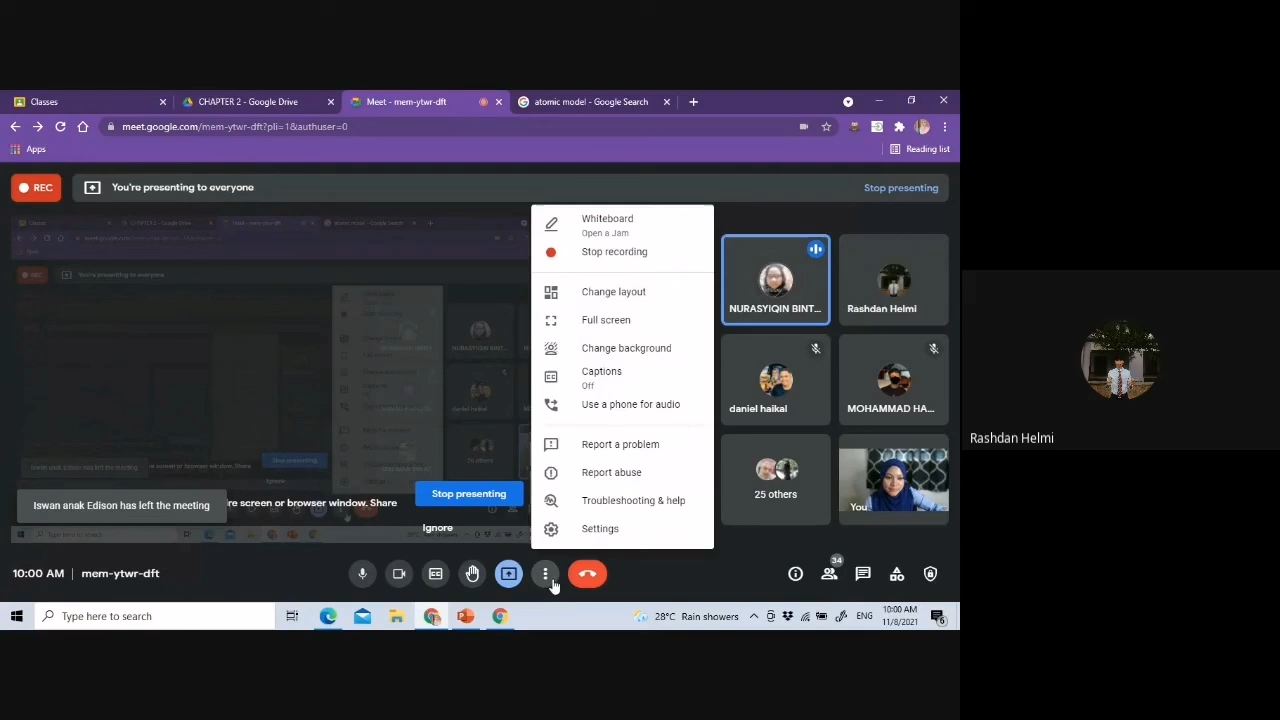 Classes
CHAPTER 2 - Google Drive
Meet - mem-ytwr-dft
atomic model - Google Search
meet.google.com/mem-ytwr-dft?pli=1&authuser=0
Apps
Reading list
REC
You're presenting to everyone
Stop presenting
Whiteboard
Open a Jam
Stop recording
Change layout
Full screen
Change background
Captions
Off
Use a phone for audio
Report a problem
Report abuse
Troubleshooting & help
Settings
NURASYIQIN BINT...
Rashdan Helmi
daniel haikal
MOHAMMAD HA...
25 others
You
Iswan anak Edison has left the meeting
re screen or browser window. Share
Stop presenting
Ignore
Rashdan Helmi
10:00 AM | mem-ytwr-dft
34
Type here to search
28°C Rain showers
ENG
10:00 AM
11/8/2021
6